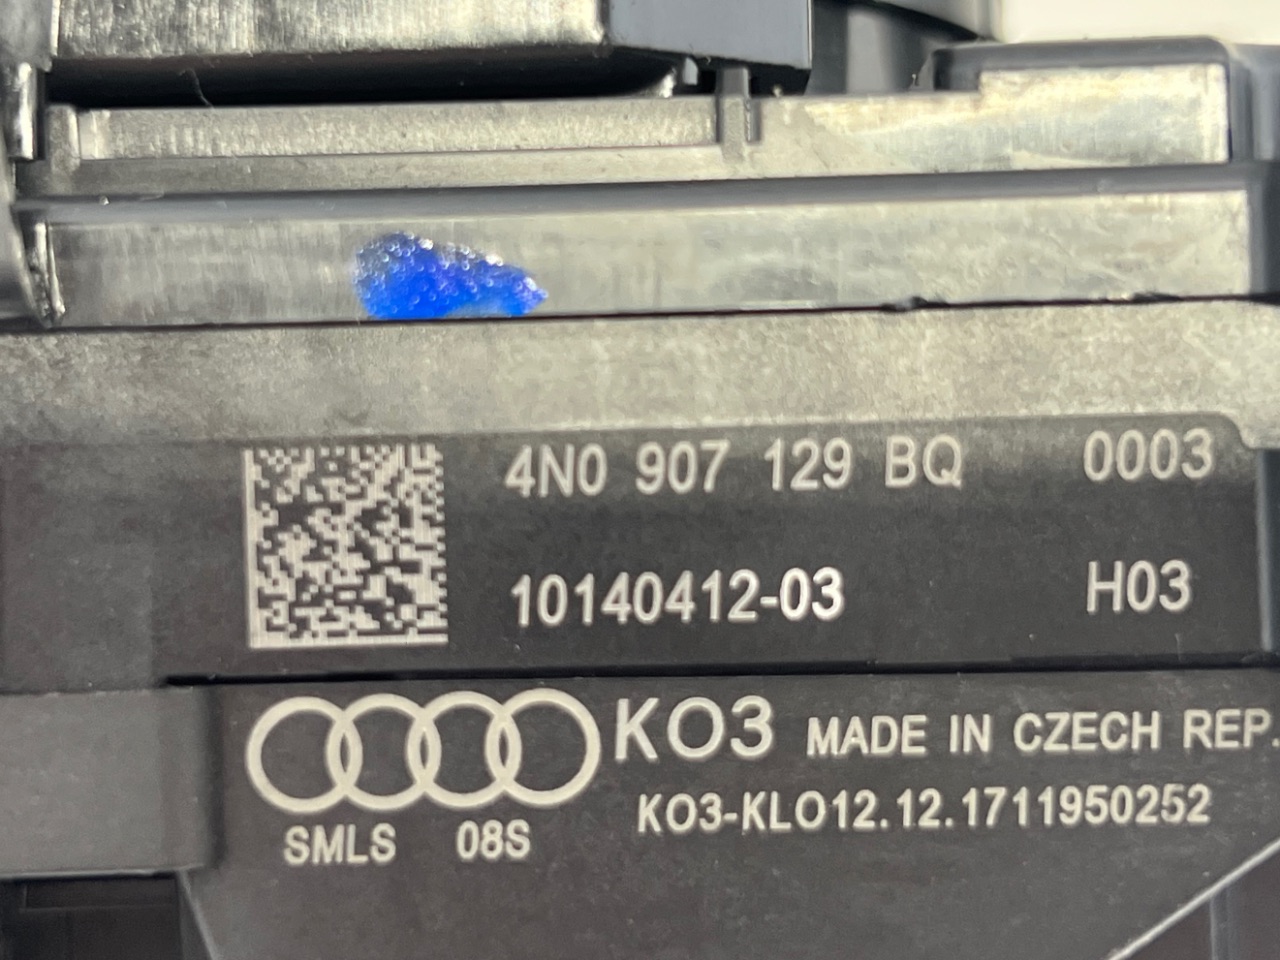 4N0 907 129 BQ 0003
10140412-03 H03
KO3 MADE IN CZECH REP.
KO3-KLO12.12.1711950252
SMLS 08S